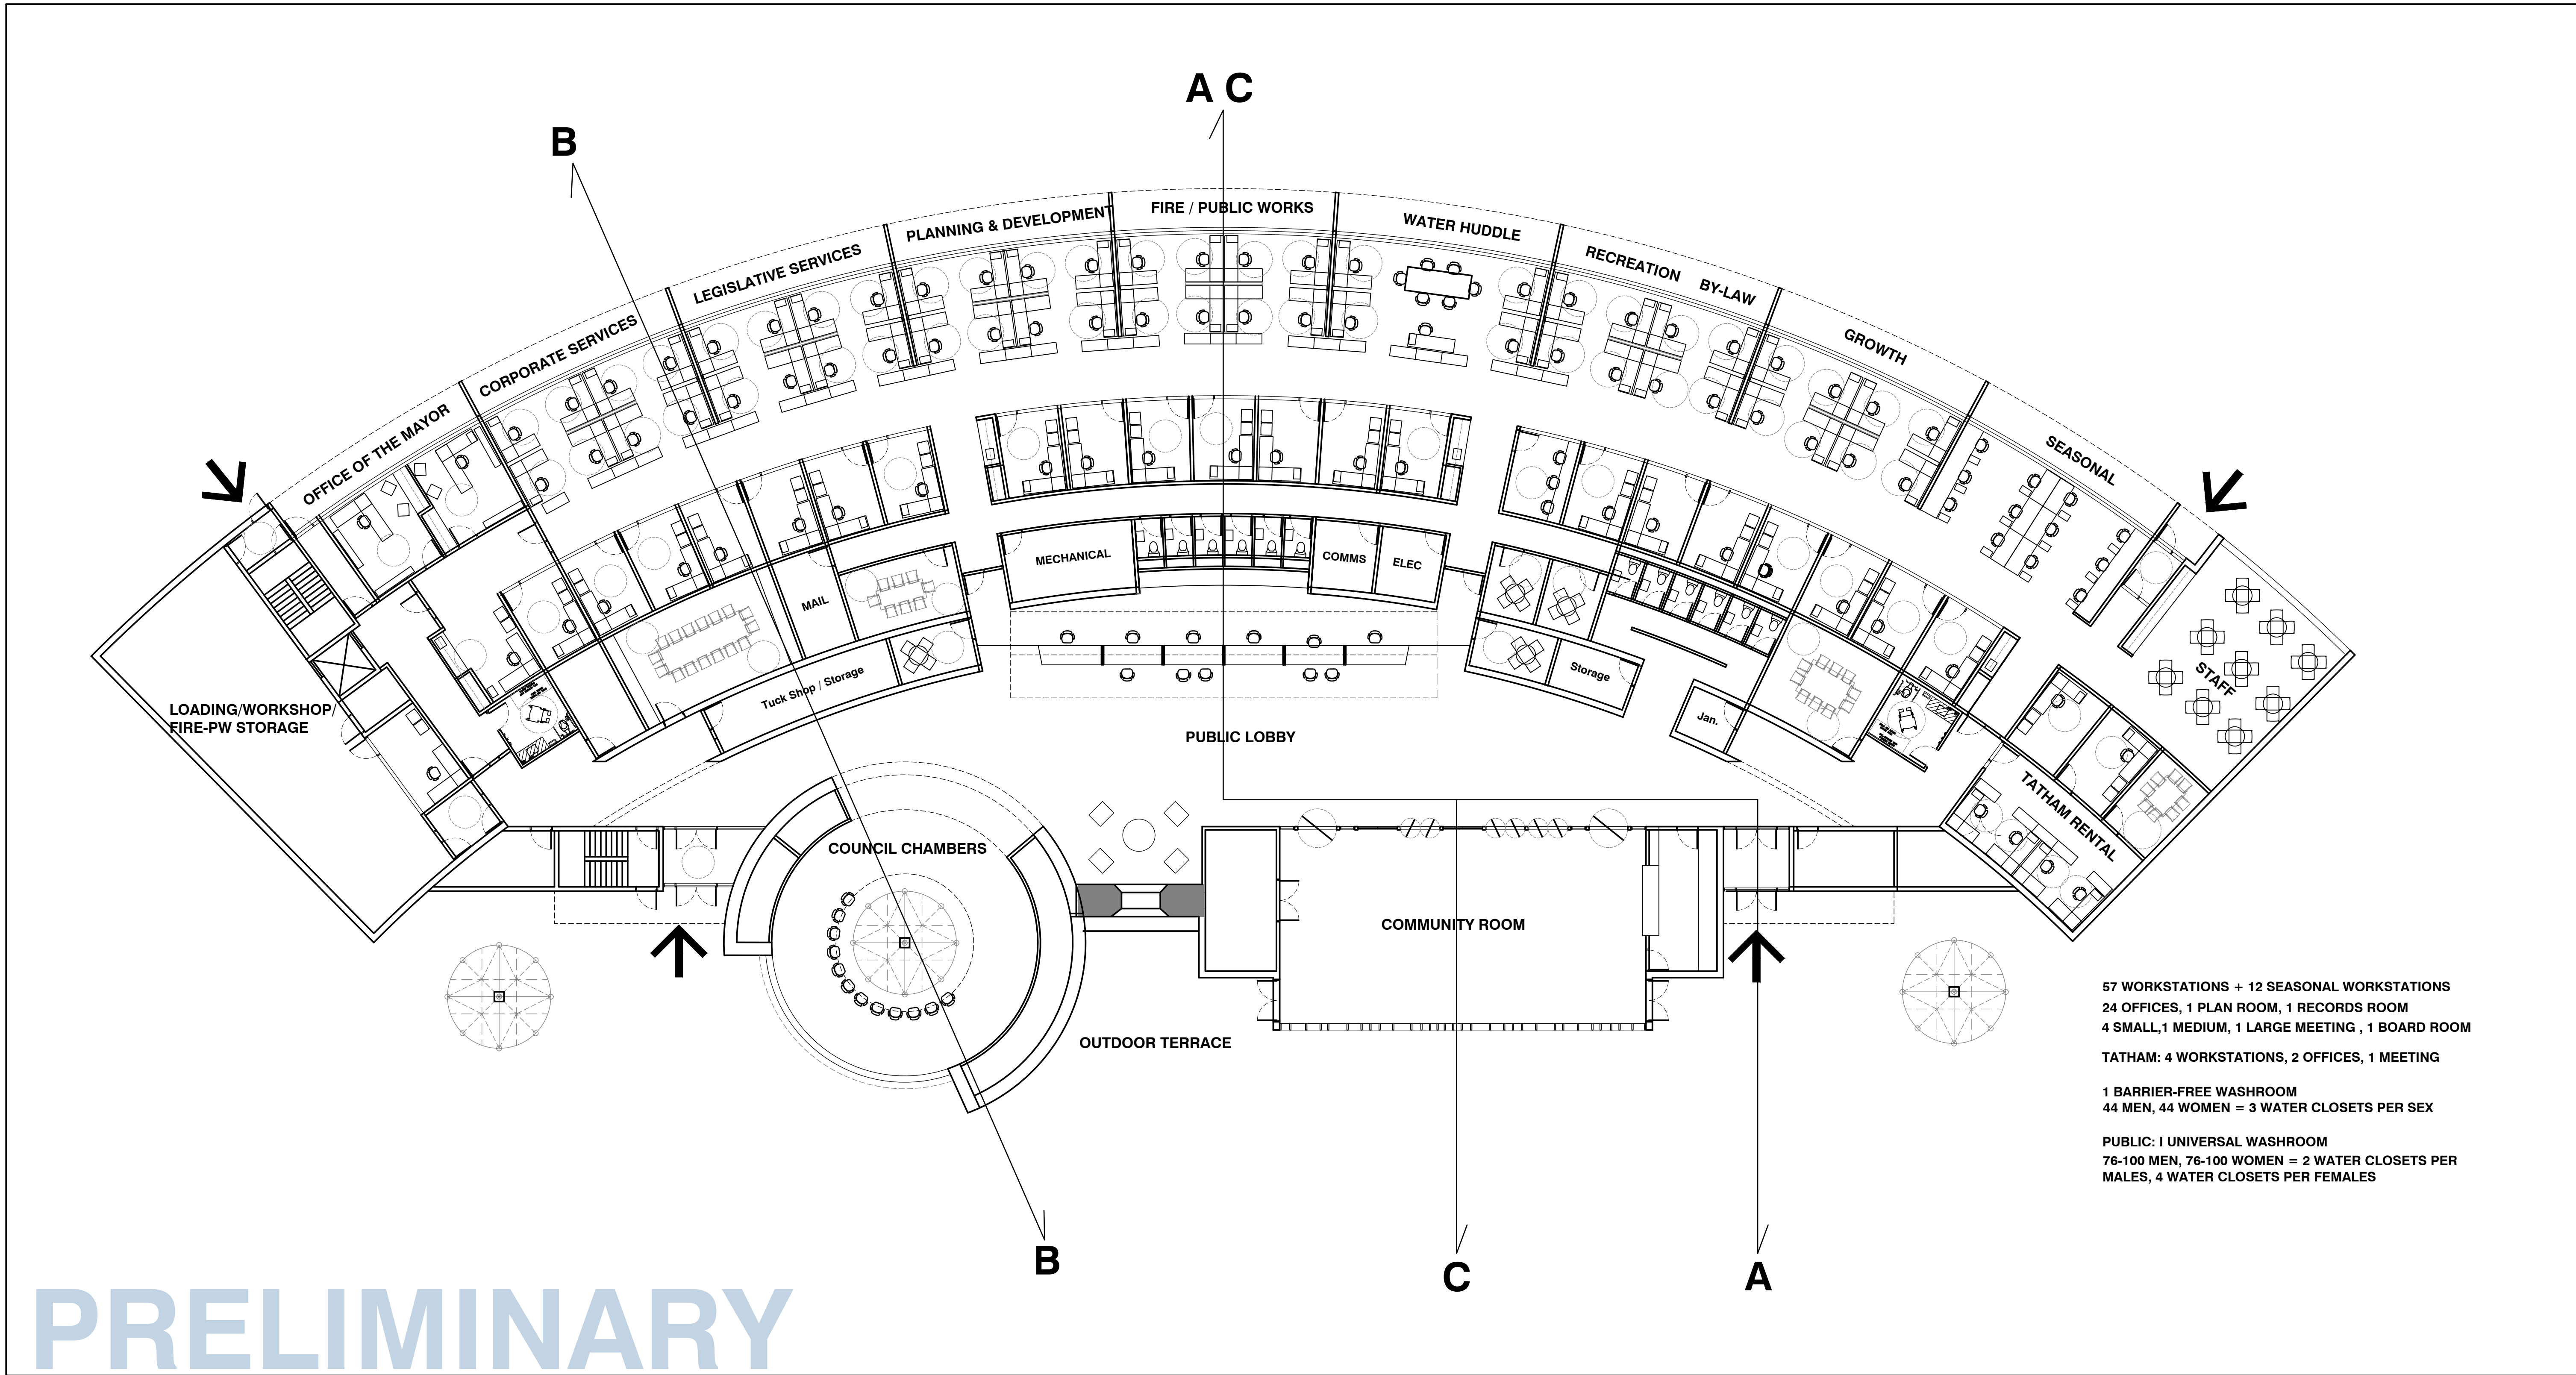 A C
B
FIRE / PUBLIC WORKS
PLANNING & DEVELOPMENT
WATER HUDDLE
LEGISLATIVE SERVICES
RECREATION BY-LAW
CORPORATE SERVICES
GROWTH
OFFICE OF THE MAYOR
SEASONAL
MECHANICAL
COMMS
ELEC
MAIL
Tuck Shop / Storage
Storage
STAFF
Jan.
LOADING/WORKSHOP/
FIRE-PW STORAGE
PUBLIC LOBBY
TATHAM RENTAL
COUNCIL CHAMBERS
COMMUNITY ROOM
OUTDOOR TERRACE
57 WORKSTATIONS + 12 SEASONAL WORKSTATIONS
24 OFFICES, 1 PLAN ROOM, 1 RECORDS ROOM
4 SMALL,1 MEDIUM, 1 LARGE MEETING , 1 BOARD ROOM
TATHAM: 4 WORKSTATIONS, 2 OFFICES, 1 MEETING
1 BARRIER-FREE WASHROOM
44 MEN, 44 WOMEN = 3 WATER CLOSETS PER SEX
PUBLIC: I UNIVERSAL WASHROOM
76-100 MEN, 76-100 WOMEN = 2 WATER CLOSETS PER
MALES, 4 WATER CLOSETS PER FEMALES
B
C
A
PRELIMINARY